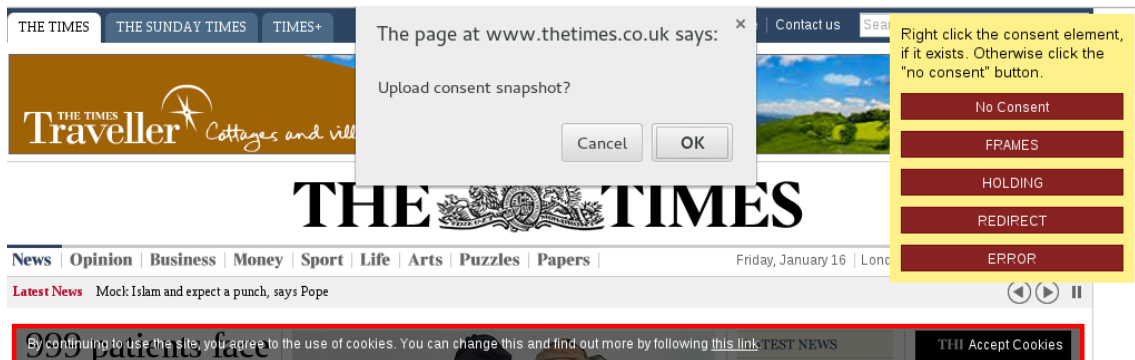 THE TIMES THE SUNDAY TIMES TIMES+ Contact us
The page at www.thetimes.co.uk says: ×
Upload consent snapshot?
Cancel OK
Right click the consent element,
if it exists. Otherwise click the
"no consent" button.
No Consent
FRAMES
HOLDING
REDIRECT
ERROR
THE TIMES
Traveller Cottages and
THE TIMES
News | Opinion | Business | Money | Sport | Life | Arts | Puzzles | Papers | Friday, January 16 |
Latest News Mock Islam and expect a punch, says Pope
999 patients face
By continuing to use the site, you agree to the use of cookies. You can change this and find out more by following this link LATEST NEWS Accept Cookies